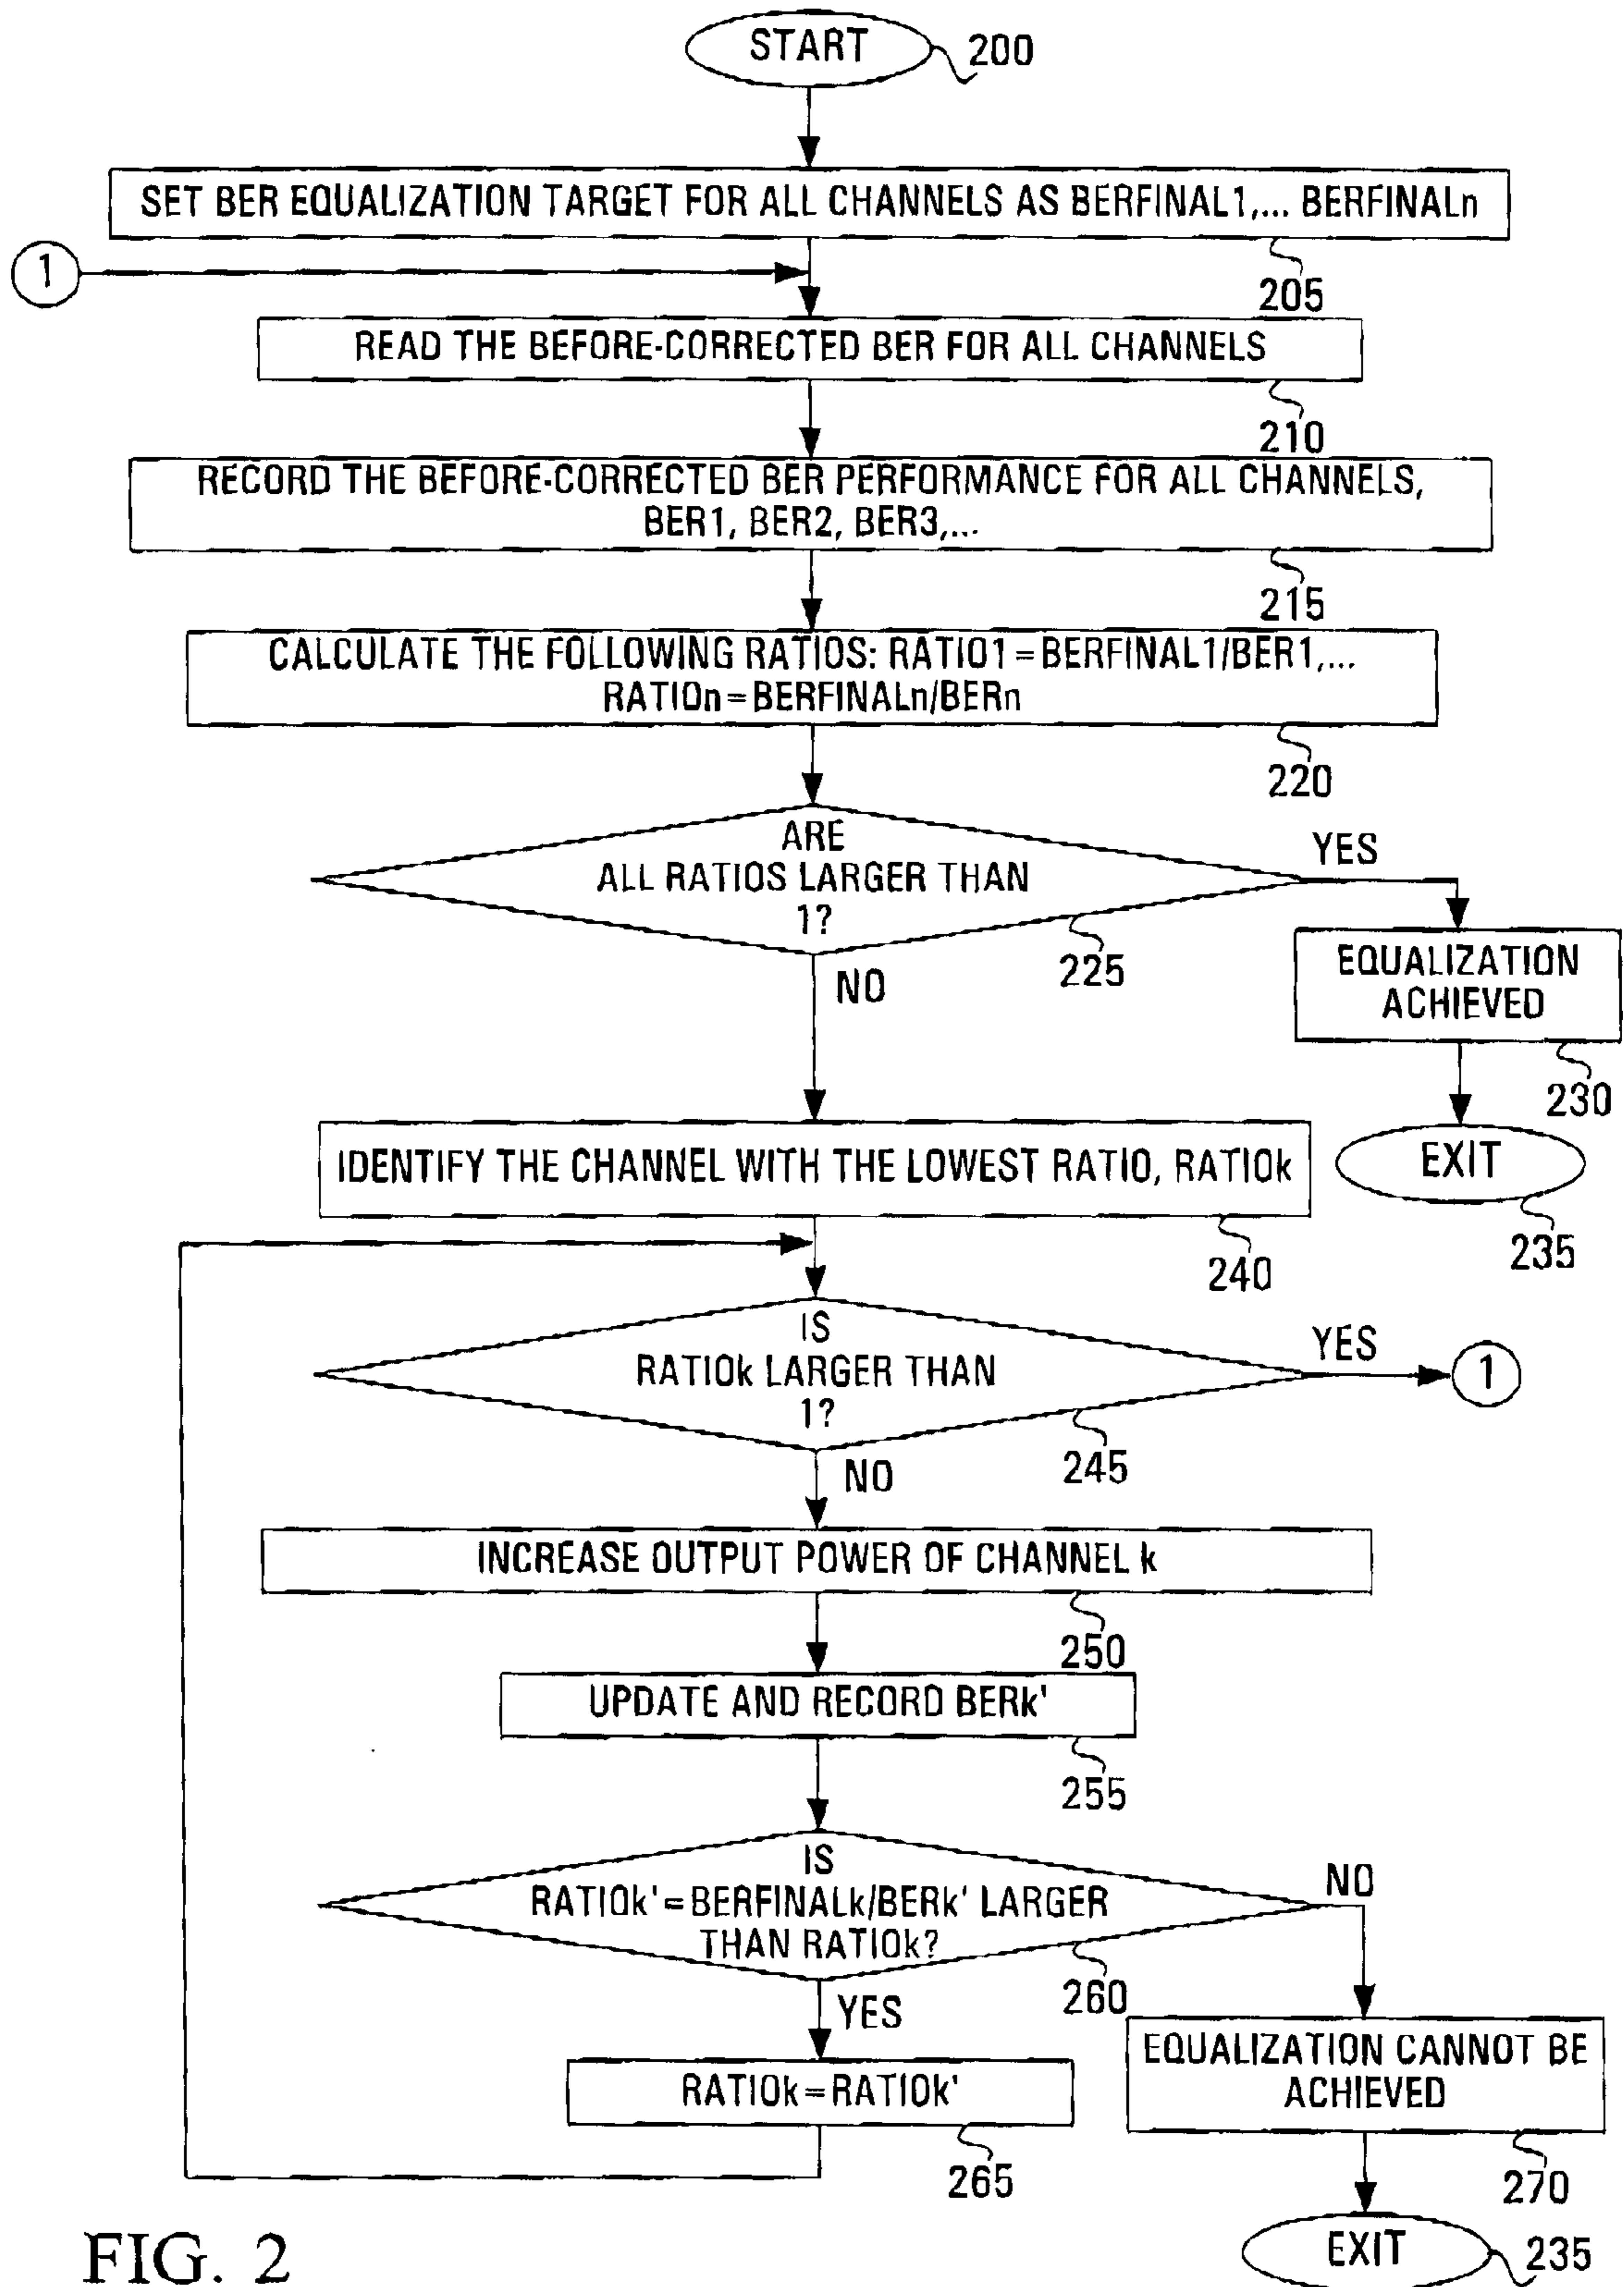 START
200
SET BER EQUALIZATION TARGET FOR ALL CHANNELS AS BERFINAL1,... BERFINALn
205
1
READ THE BEFORE-CORRECTED BER FOR ALL CHANNELS
210
RECORD THE BEFORE-CORRECTED BER PERFORMANCE FOR ALL CHANNELS,
BER1, BER2, BER3,...
215
CALCULATE THE FOLLOWING RATIOS: RATIO1=BERFINAL1/BER1,...
RATIOn=BERFINALn/BERn
220
ARE
ALL RATIOS LARGER THAN
1?
225
YES
NO
EQUALIZATION
ACHIEVED
230
EXIT
235
IDENTIFY THE CHANNEL WITH THE LOWEST RATIO, RATIOk
240
IS
RATIOk LARGER THAN
1?
245
YES
1
NO
INCREASE OUTPUT POWER OF CHANNEL k
250
UPDATE AND RECORD BERk'
255
IS
RATIOk'=BERFINALk/BERk' LARGER
THAN RATIOk?
260
NO
YES
EQUALIZATION CANNOT BE
ACHIEVED
270
RATIOk=RATIOk'
265
EXIT
235
FIG. 2